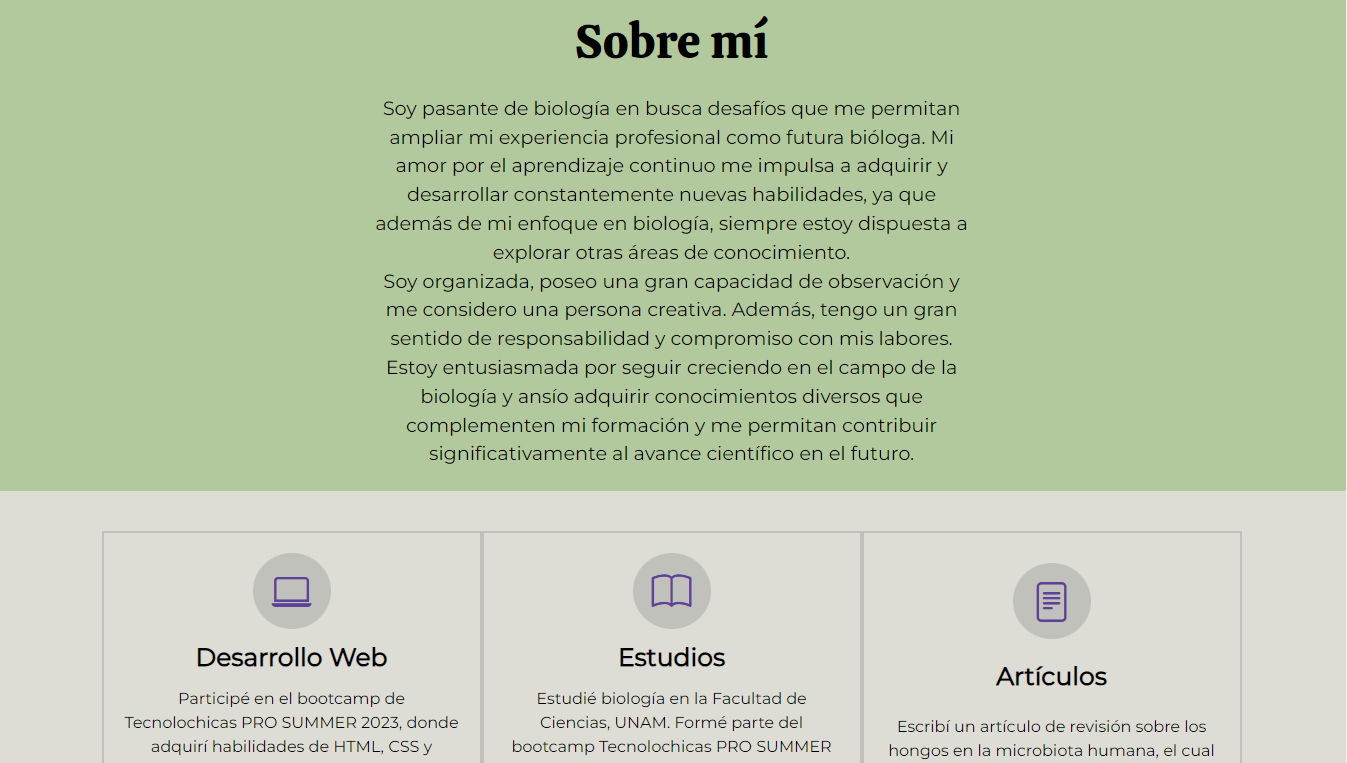 Sobre mí
Soy pasante de biología en busca desafíos que me permitan
ampliar mi experiencia profesional como futura bióloga. Mi
amor por el aprendizaje continuo me impulsa a adquirir y
desarrollar constantemente nuevas habilidades, ya que
además de mi enfoque en biología, siempre estoy dispuesta a
explorar otras áreas de conocimiento.
Soy organizada, poseo una gran capacidad de observación y
me considero una persona creativa. Además, tengo un gran
sentido de responsabilidad y compromiso con mis labores.
Estoy entusiasmada por seguir creciendo en el campo de la
biología y ansío adquirir conocimientos diversos que
complementen mi formación y me permitan contribuir
significativamente al avance científico en el futuro.
Desarrollo Web
Participé en el bootcamp de
Tecnolochicas PRO SUMMER 2023, donde
adquirí habilidades de HTML, CSS y
Estudios
Estudié biología en la Facultad de
Ciencias, UNAM. Formé parte del
bootcamp Tecnolochicas PRO SUMMER
Artículos
Escribí un artículo de revisión sobre los
hongos en la microbiota humana, el cual